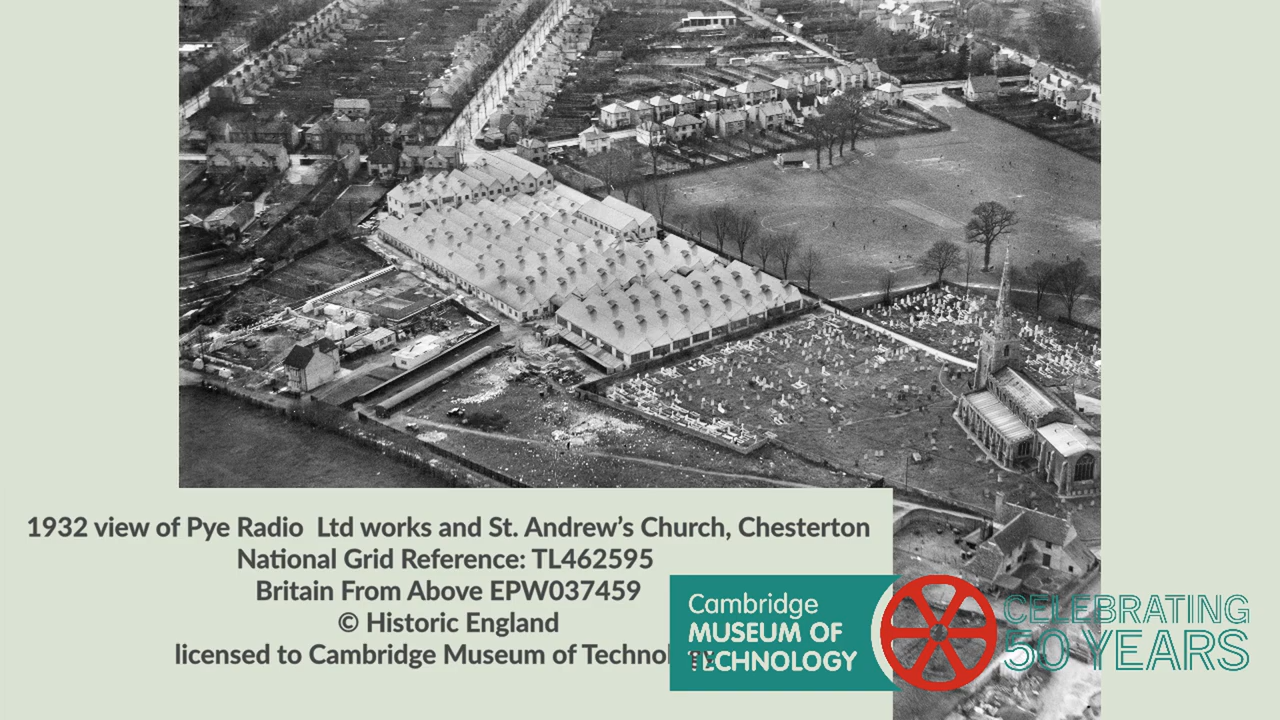 1932 view of Pye Radio  Ltd works and St. Andrew’s Church, Chesterton
National Grid Reference: TL462595
Britain From Above EPW037459
© Historic England
licensed to Cambridge Museum of Technology
Cambridge
MUSEUM OF
TECHNOLOGY
CELEBRATING
50 YEARS